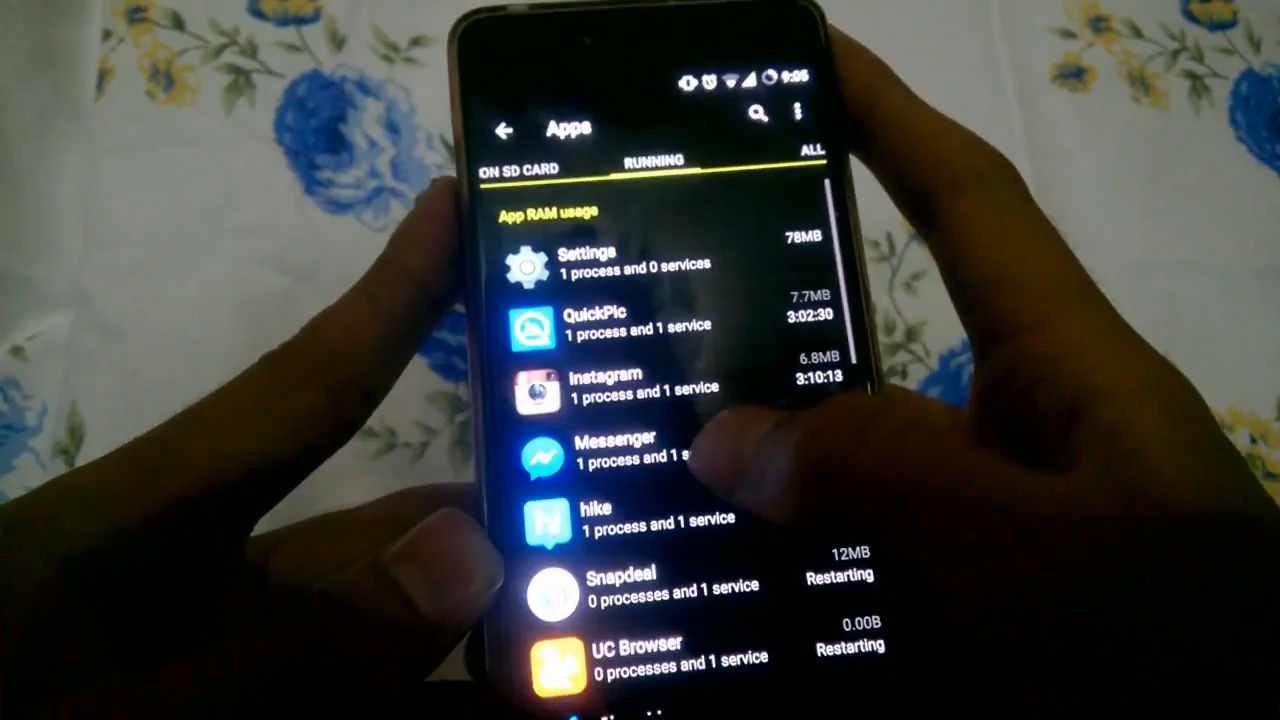 9:05
Apps
ON SD CARD RUNNING ALL
App RAM usage
Settings 78MB
1 process and 0 services
QuickPic 7.7MB
1 process and 1 service 3:02:30
Instagram 6.8MB
1 process and 1 service 3:10:13
Messenger
1 process and 1 s
hike
1 process and 1 service
Snapdeal 12MB
0 processes and 1 service Restarting
UC Browser 0.00B
0 processes and 1 service Restarting